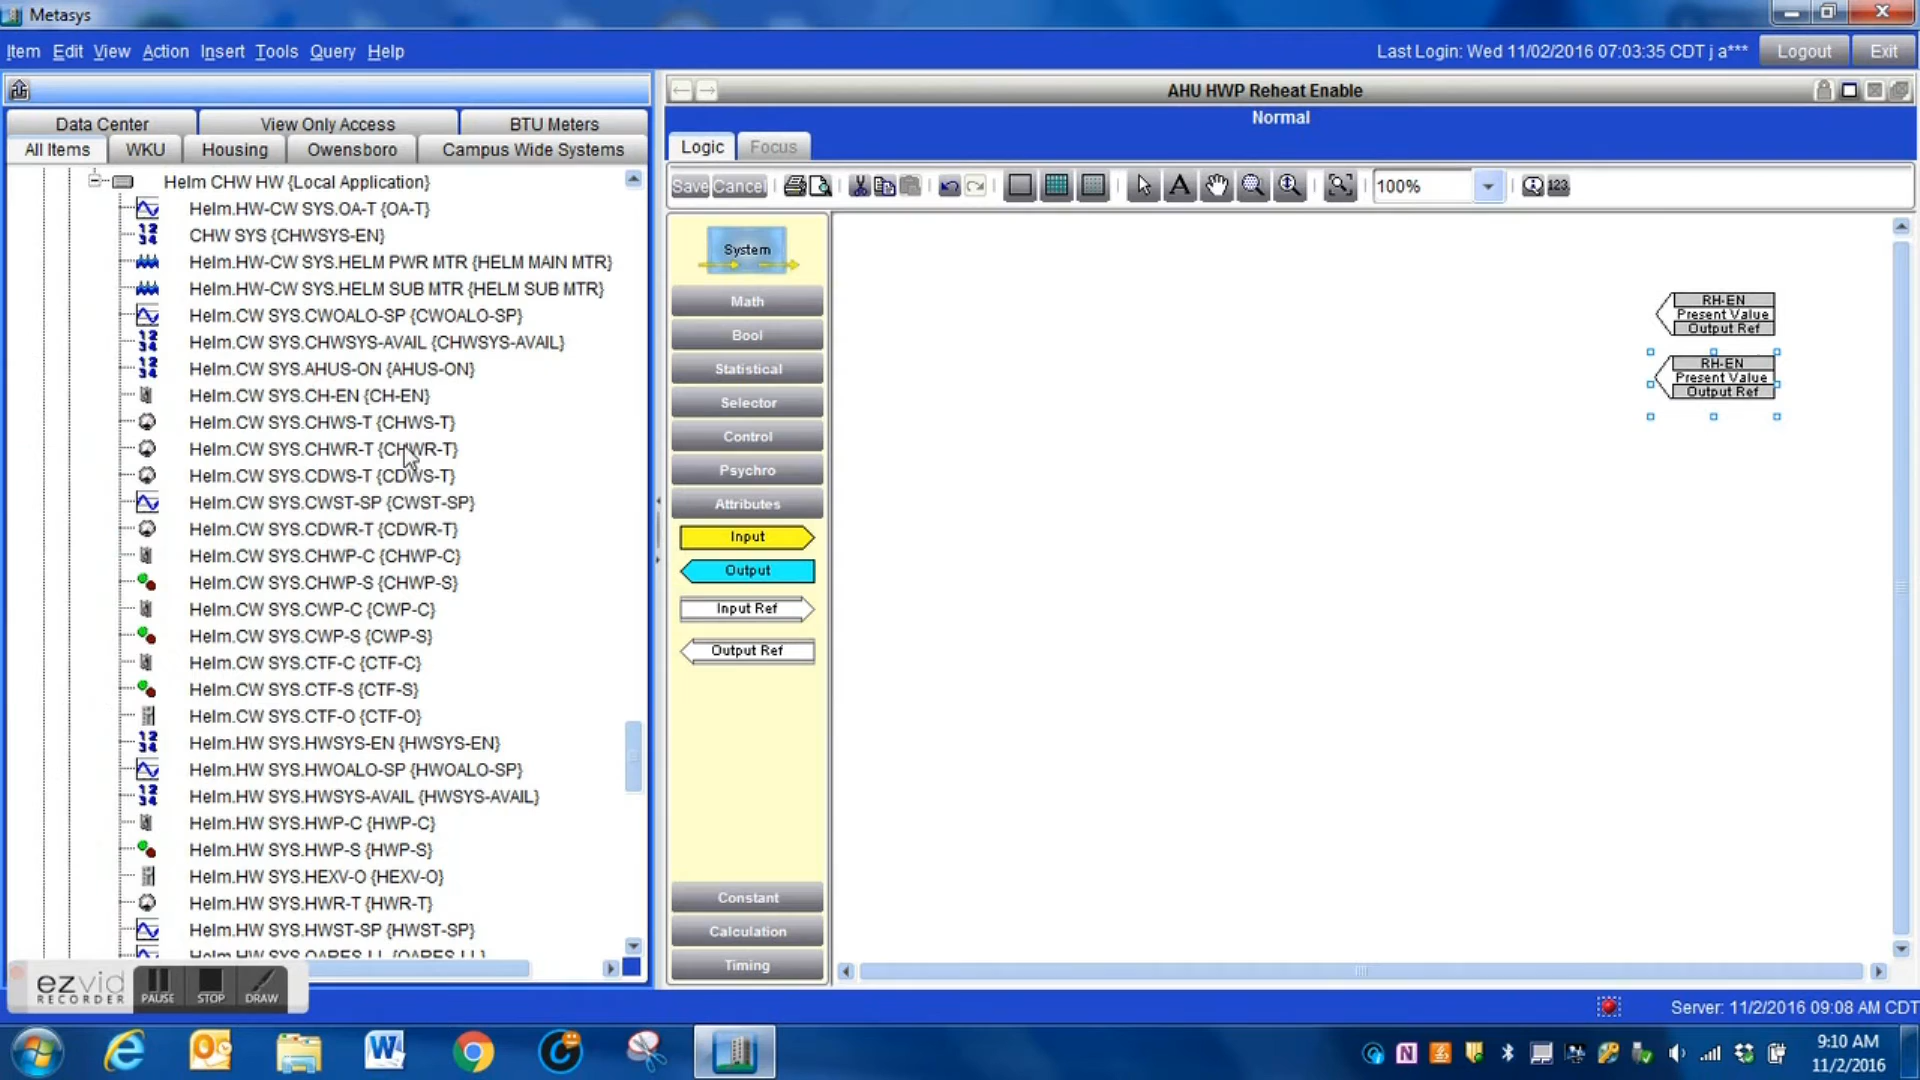 Metasys
Item Edit View Action Insert Tools Query Help
Last Login: Wed 11/02/2016 07:03:35 CDT j a***
Logout
Exit
Data Center
View Only Access
BTU Meters
All Items
WKU
Housing
Owensboro
Campus Wide Systems
Helm CHW HW {Local Application}
Helm.HW-CW SYS.OA-T {OA-T}
CHW SYS {CHWSYS-EN}
Helm.HW-CW SYS.HELM PWR MTR {HELM MAIN MTR}
Helm.HW-CW SYS.HELM SUB MTR {HELM SUB MTR}
Helm.CW SYS.CWOALO-SP {CWOALO-SP}
Helm.CW SYS.CHWSYS-AVAIL {CHWSYS-AVAIL}
Helm.CW SYS.AHUS-ON {AHUS-ON}
Helm.CW SYS.CH-EN {CH-EN}
Helm.CW SYS.CHWS-T {CHWS-T}
Helm.CW SYS.CHWR-T {CHWR-T}
Helm.CW SYS.CDWS-T {CDWS-T}
Helm.CW SYS.CWST-SP {CWST-SP}
Helm.CW SYS.CDWR-T {CDWR-T}
Helm.CW SYS.CHWP-C {CHWP-C}
Helm.CW SYS.CHWP-S {CHWP-S}
Helm.CW SYS.CWP-C {CWP-C}
Helm.CW SYS.CWP-S {CWP-S}
Helm.CW SYS.CTF-C {CTF-C}
Helm.CW SYS.CTF-S {CTF-S}
Helm.CW SYS.CTF-O {CTF-O}
Helm.HW SYS.HWSYS-EN {HWSYS-EN}
Helm.HW SYS.HWOALO-SP {HWOALO-SP}
Helm.HW SYS.HWSYS-AVAIL {HWSYS-AVAIL}
Helm.HW SYS.HWP-C {HWP-C}
Helm.HW SYS.HWP-S {HWP-S}
Helm.HW SYS.HEXV-O {HEXV-O}
Helm.HW SYS.HWR-T {HWR-T}
Helm.HW SYS.HWST-SP {HWST-SP}
AHU HWP Reheat Enable
Normal
Logic
Focus
Save
Cancel
100%
123
System
Math
Bool
Statistical
Selector
Control
Psychro
Attributes
Input
Output
Input Ref
Output Ref
Constant
Calculation
Timing
RH-EN
Present Value
Output Ref
RH-EN
Present Value
Output Ref
ezvid
RECORDER
PAUSE
STOP
DRAW
Server: 11/2/2016 09:08 AM CDT
9:10 AM
11/2/2016